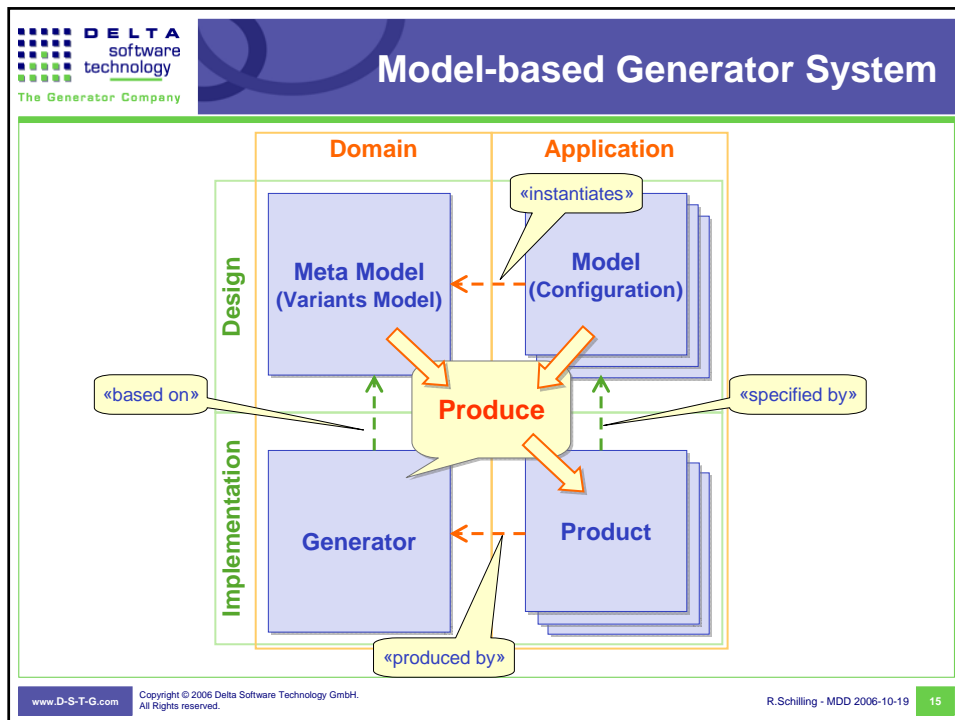 DELTA
software
technology
The Generator Company
Model-based Generator System
Domain
Application
«instantiates»
Design
Meta Model
(Variants Model)
Model
(Configuration)
«based on»
Produce
«specified by»
Implementation
Generator
Product
«produced by»
www.D-S-T-G.com
Copyright © 2006 Delta Software Technology GmbH.
All Rights reserved.
R.Schilling - MDD 2006-10-19
15